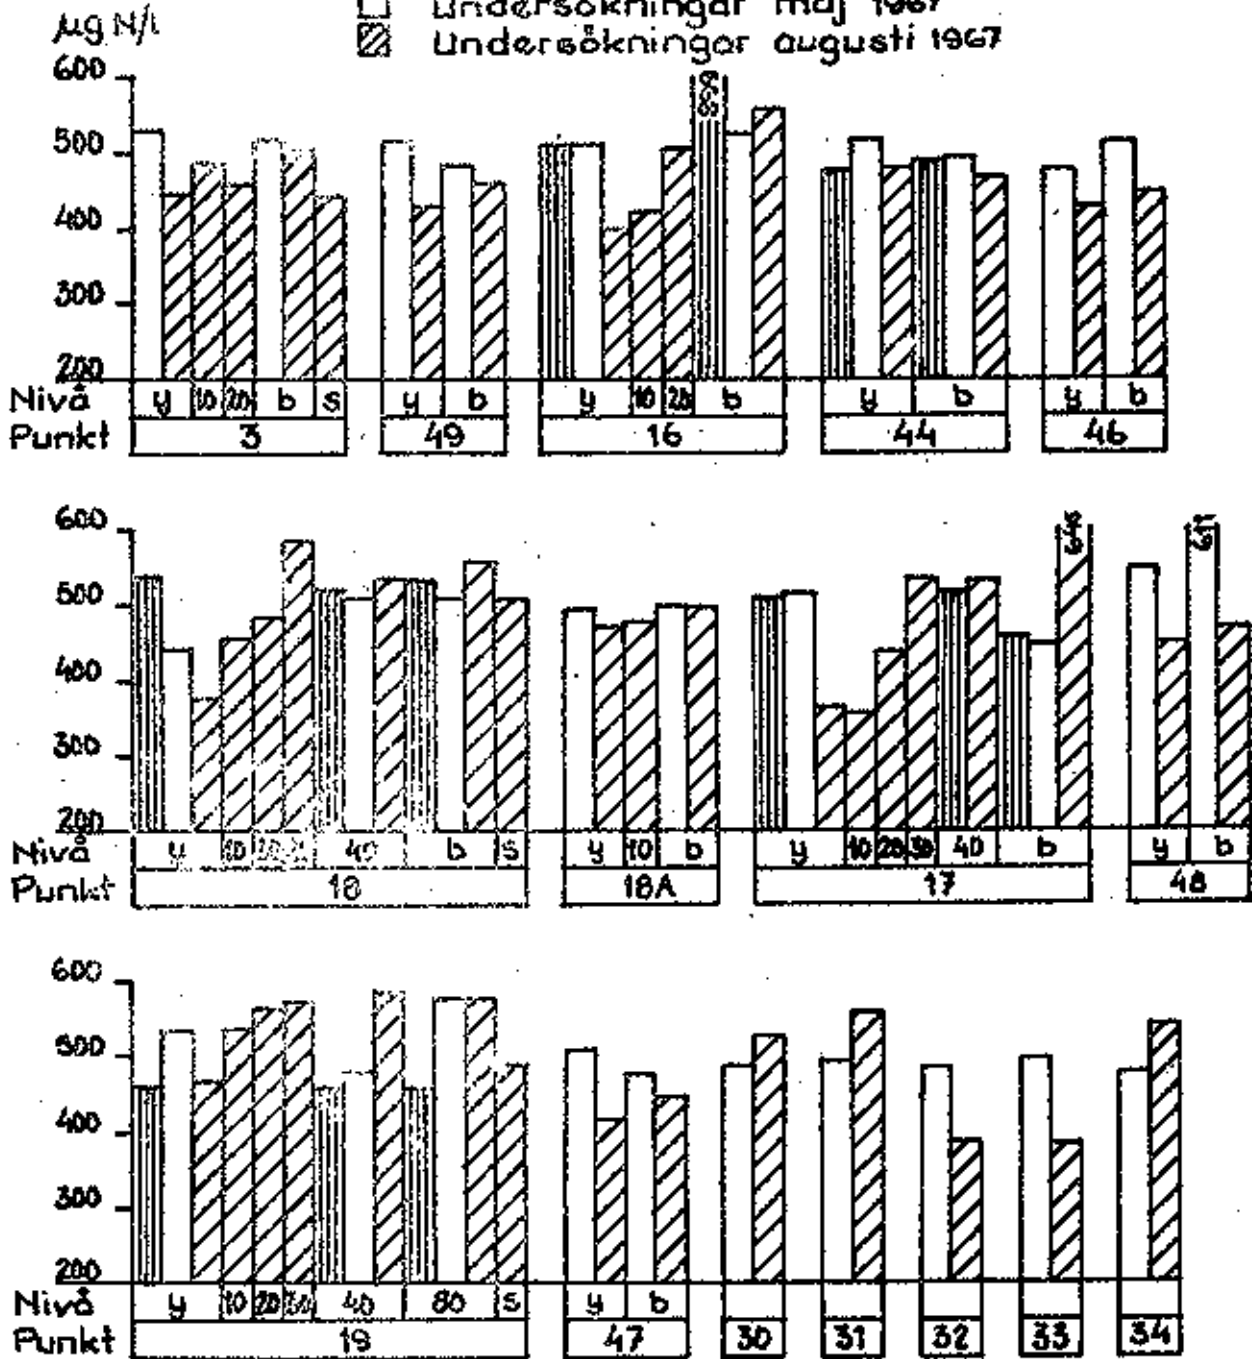 µg N/l
Undersökningar maj 1967
Undersökningar augusti 1967
600
500
400
300
200
Nivå y 10 20 b s y b y 10 20 b y b y b
Punkt 3 49 16 44 46
600 645 611
500
400
300
200
Nivå y 10 20 40 b s y 10 b y 10 20 30 40 b y b
Punkt 18 18A 17 48
600
500
400
300
200
Nivå y 10 20 30 40 80 s y b
Punkt 19 47 30 31 32 33 34